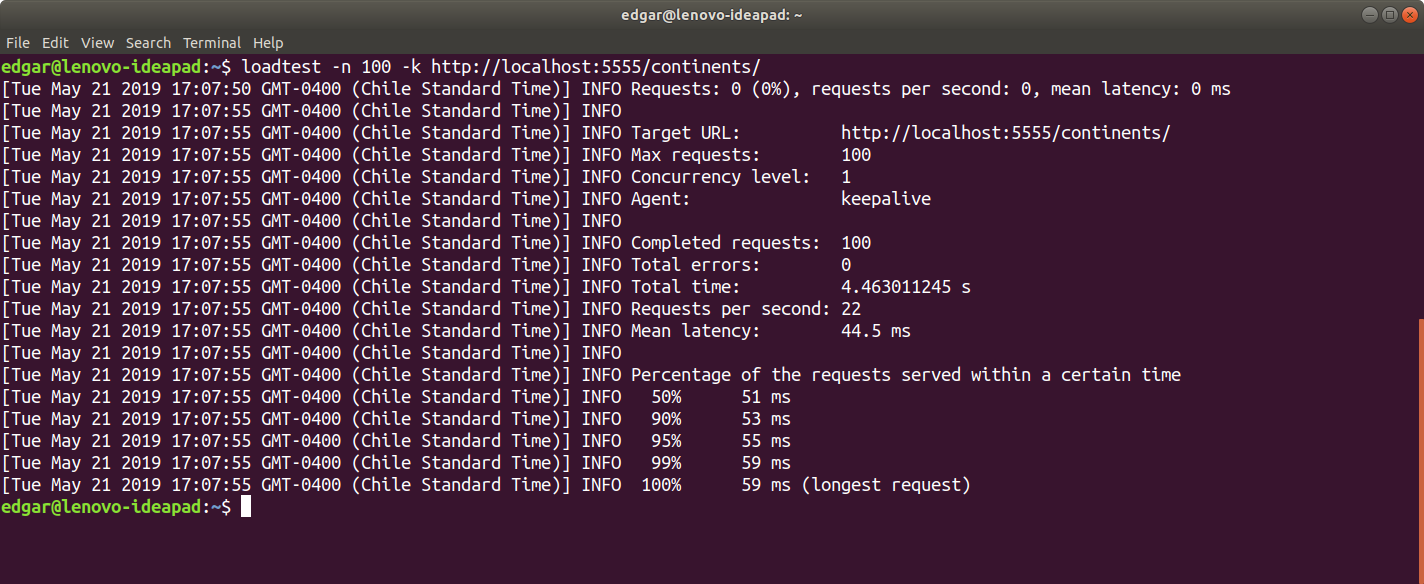 edgar@lenovo-ideapad: ~
File Edit View Search Terminal Help
edgar@lenovo-ideapad:~$ loadtest -n 100 -k http://localhost:5555/continents/
[Tue May 21 2019 17:07:50 GMT-0400 (Chile Standard Time)] INFO Requests: 0 (0%), requests per second: 0, mean latency: 0 ms
[Tue May 21 2019 17:07:55 GMT-0400 (Chile Standard Time)] INFO
[Tue May 21 2019 17:07:55 GMT-0400 (Chile Standard Time)] INFO Target URL:          http://localhost:5555/continents/
[Tue May 21 2019 17:07:55 GMT-0400 (Chile Standard Time)] INFO Max requests:        100
[Tue May 21 2019 17:07:55 GMT-0400 (Chile Standard Time)] INFO Concurrency level:   1
[Tue May 21 2019 17:07:55 GMT-0400 (Chile Standard Time)] INFO Agent:               keepalive
[Tue May 21 2019 17:07:55 GMT-0400 (Chile Standard Time)] INFO
[Tue May 21 2019 17:07:55 GMT-0400 (Chile Standard Time)] INFO Completed requests:  100
[Tue May 21 2019 17:07:55 GMT-0400 (Chile Standard Time)] INFO Total errors:        0
[Tue May 21 2019 17:07:55 GMT-0400 (Chile Standard Time)] INFO Total time:          4.463011245 s
[Tue May 21 2019 17:07:55 GMT-0400 (Chile Standard Time)] INFO Requests per second: 22
[Tue May 21 2019 17:07:55 GMT-0400 (Chile Standard Time)] INFO Mean latency:        44.5 ms
[Tue May 21 2019 17:07:55 GMT-0400 (Chile Standard Time)] INFO
[Tue May 21 2019 17:07:55 GMT-0400 (Chile Standard Time)] INFO Percentage of the requests served within a certain time
[Tue May 21 2019 17:07:55 GMT-0400 (Chile Standard Time)] INFO   50%      51 ms
[Tue May 21 2019 17:07:55 GMT-0400 (Chile Standard Time)] INFO   90%      53 ms
[Tue May 21 2019 17:07:55 GMT-0400 (Chile Standard Time)] INFO   95%      55 ms
[Tue May 21 2019 17:07:55 GMT-0400 (Chile Standard Time)] INFO   99%      59 ms
[Tue May 21 2019 17:07:55 GMT-0400 (Chile Standard Time)] INFO  100%      59 ms (longest request)
edgar@lenovo-ideapad:~$